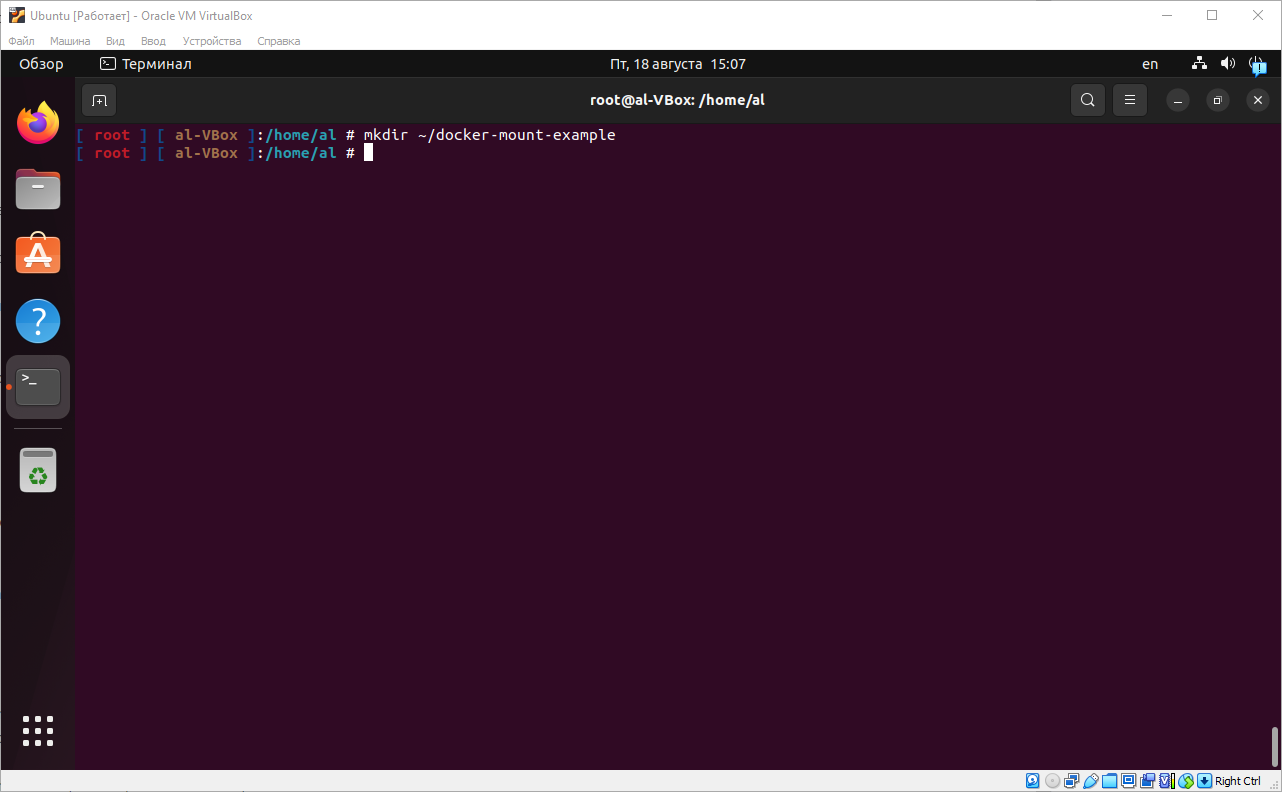 Ubuntu [Работает] - Oracle VM VirtualBox
Файл Машина Вид Ввод Устройства Справка
Обзор Терминал Пт, 18 августа 15:07 en
root@al-VBox: /home/al
[ root ] [ al-VBox ]:/home/al # mkdir ~/docker-mount-example
[ root ] [ al-VBox ]:/home/al #
Right Ctrl